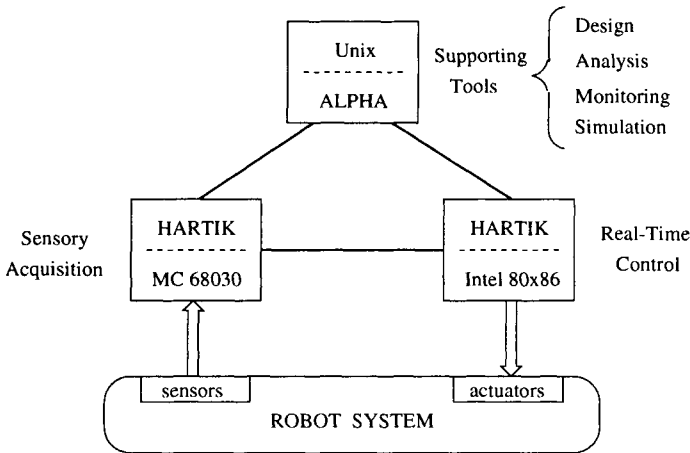 Unix
ALPHA
Supporting
Tools
Design
Analysis
Monitoring
Simulation
Sensory
Acquisition
HARTIK
MC 68030
HARTIK
Intel 80x86
Real-Time
Control
sensors
actuators
ROBOT SYSTEM